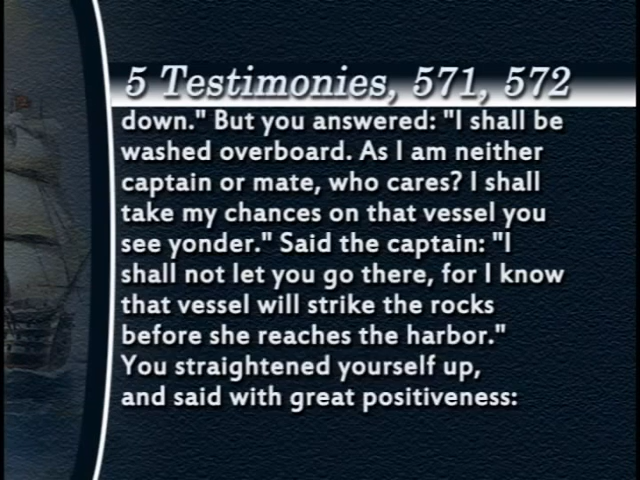 5 Testimonies, 571, 572
down." But you answered: "I shall be
washed overboard. As I am neither
captain or mate, who cares? I shall
take my chances on that vessel you
see yonder." Said the captain: "I
shall not let you go there, for I know
that vessel will strike the rocks
before she reaches the harbor."
You straightened yourself up,
and said with great positiveness: